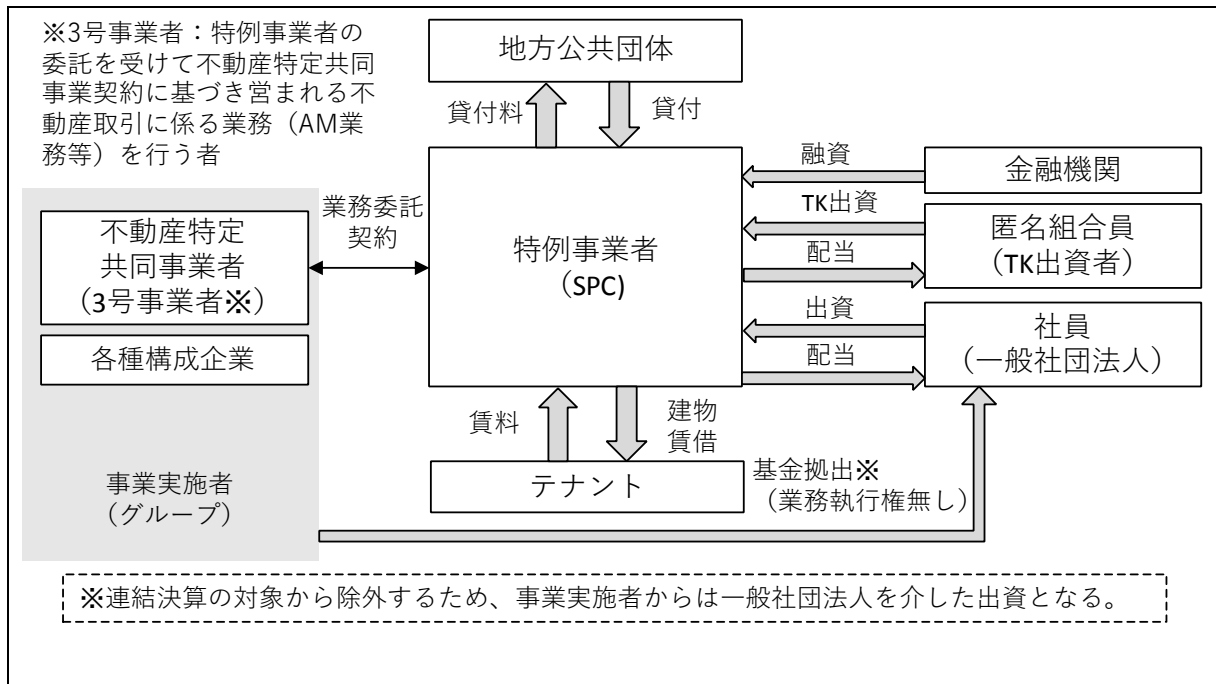 ※3号事業者：特例事業者の
委託を受けて不動産特定共同
事業契約に基づき営まれる不
動産取引に係る業務（AM業
務等）を行う者
地方公共団体
貸付料
貸付
不動産特定
共同事業者
（3号事業者※）
各種構成企業
事業実施者
（グループ）
業務委託
契約
特例事業者
（SPC)
融資
金融機関
TK出資
配当
匿名組合員
（TK出資者）
出資
配当
社員
（一般社団法人）
賃料
建物
賃借
テナント
基金拠出※
（業務執行権無し）
※連結決算の対象から除外するため、事業実施者からは一般社団法人を介した出資となる。